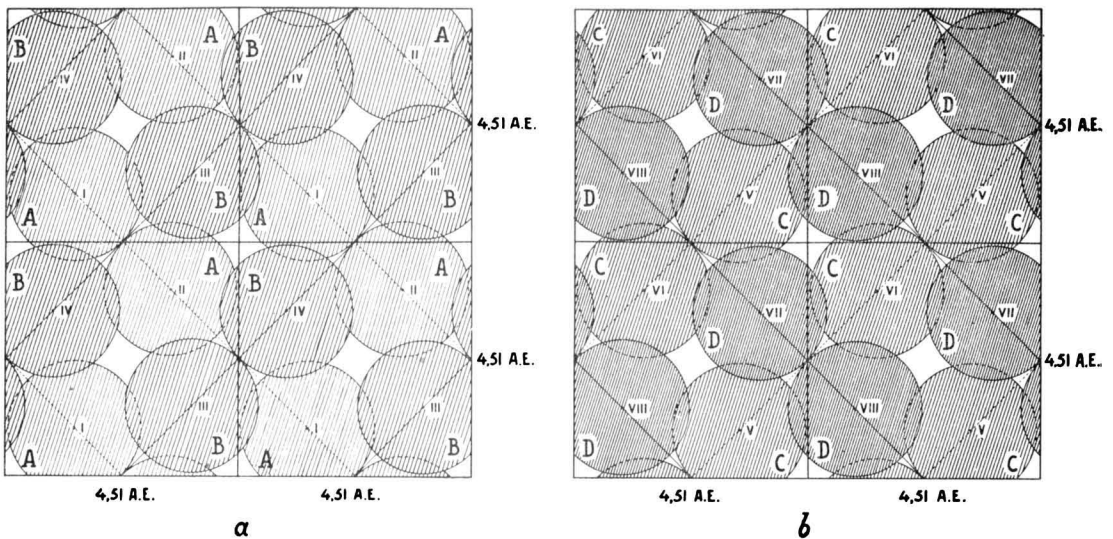 B A B A C C
IV II IV II VI VII VI VII
D D
4,51 A.E. 4,51 A.E.
III III VIII VIII
I B I B V V
A A D C D C
B A B A C C
IV II IV II VI VII VI VII
D D
4,51 A.E. 4,51 A.E.
III III VIII VIII
I B I B V V
A A D C D C
4,51 A.E. 4,51 A.E. 4,51 A.E. 4,51 A.E.
a b